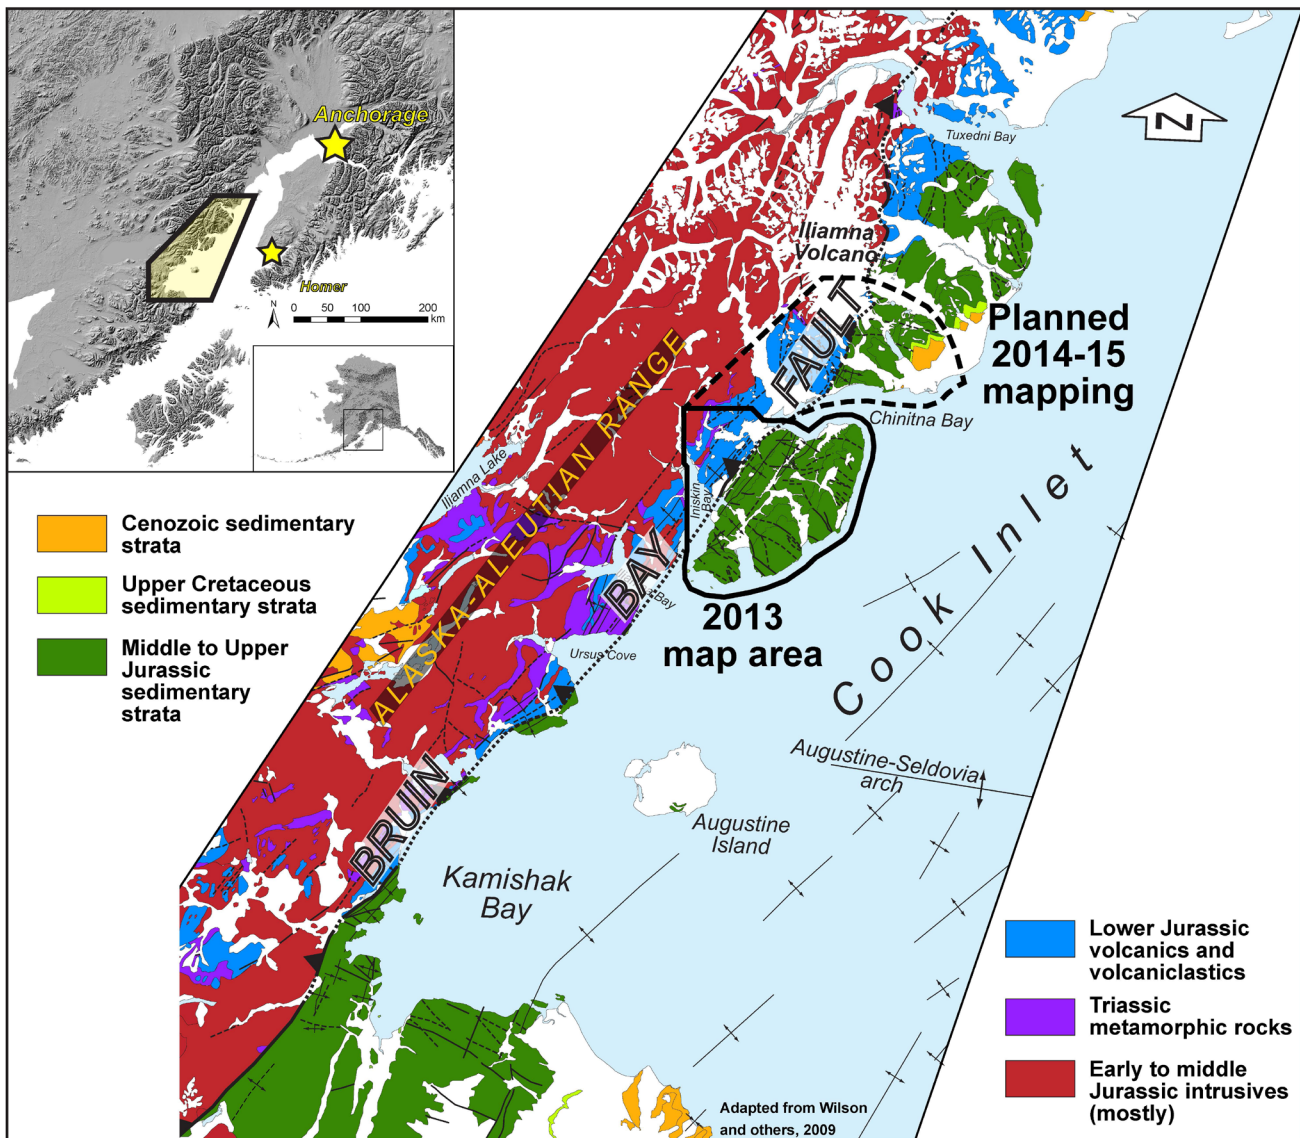 Anchorage
Homer
N
0 50 100 200
km
Tuxedni Bay
N
Iliamna
Volcano
Planned
2014-15
mapping
FAULT
Chinitna Bay
ALASKA-ALEUTIAN RANGE
Iliamna Lake
Iniskin
Bay
BAY
Bay
2013
map area
Cook Inlet
Ursus Cove
Cenozoic sedimentary
strata
Upper Cretaceous
sedimentary strata
Middle to Upper
Jurassic
sedimentary
strata
Augustine-Seldovia
arch
BRUIN
Augustine
Island
Kamishak
Bay
Lower Jurassic
volcanics and
volcaniclastics
Triassic
metamorphic rocks
Early to middle
Jurassic intrusives
(mostly)
Adapted from Wilson
and others, 2009